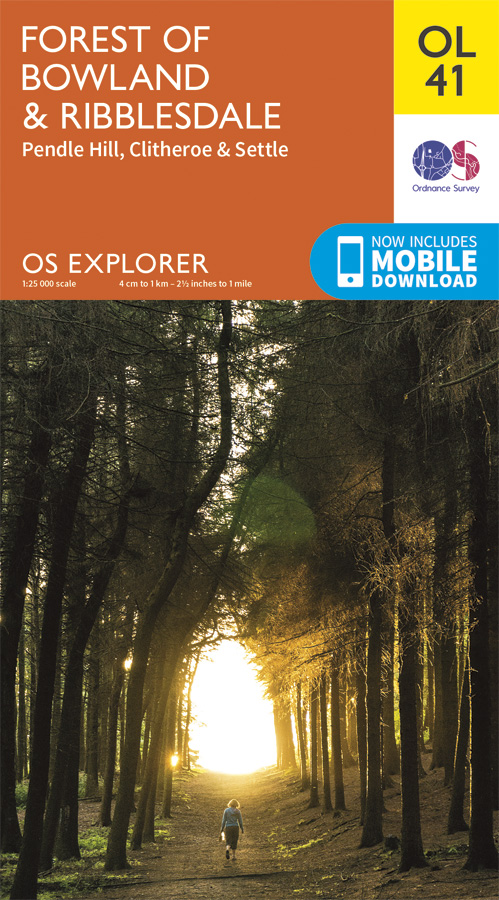 FOREST OF
BOWLAND
& RIBBLESDALE
Pendle Hill, Clitheroe & Settle
OL
41
OS
Ordnance Survey
OS EXPLORER
1:25 000 scale
4 cm to 1 km – 2½ inches to 1 mile
NOW INCLUDES
MOBILE
DOWNLOAD